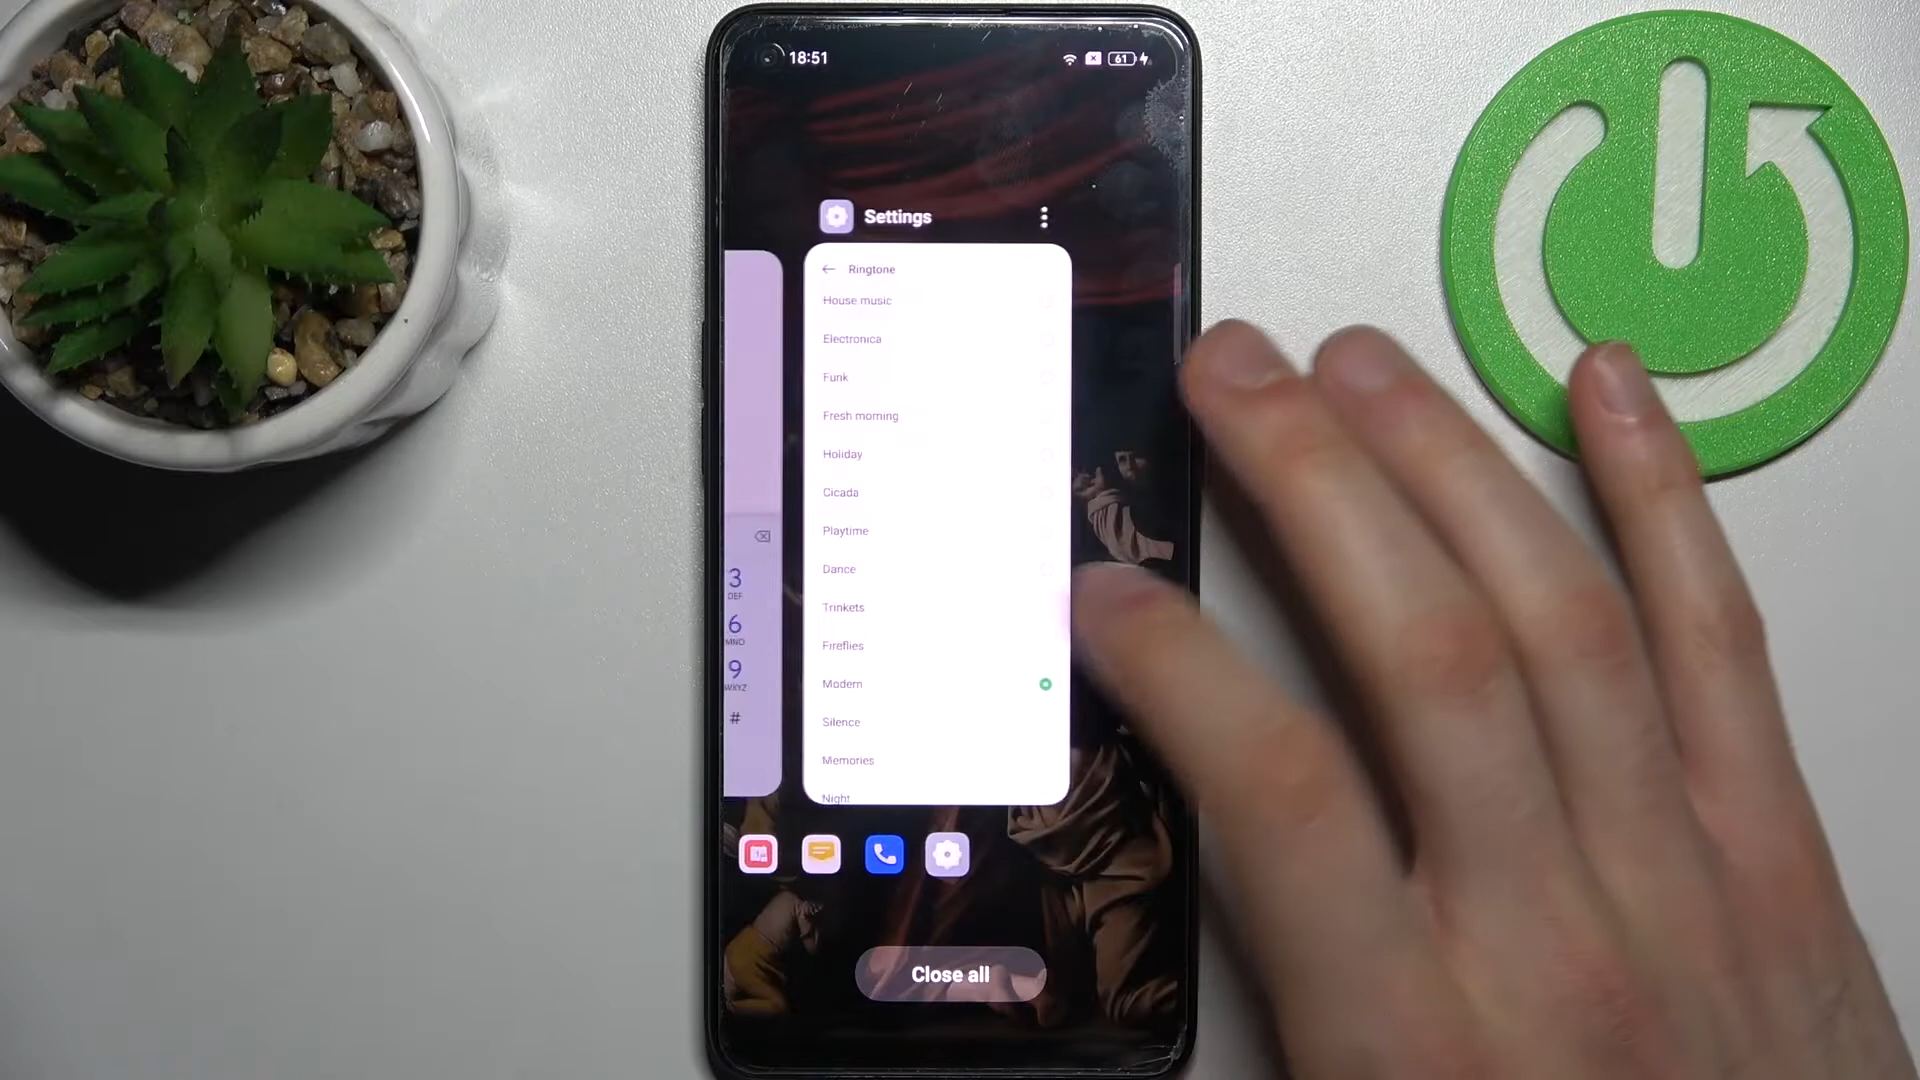 18:51
61
Settings
Ringtone
House music
Electronica
Funk
Fresh morning
Holiday
Cicada
Playtime
Dance
Trinkets
Fireflies
Modern
Silence
Memories
Night
3
DEF
6
MNO
9
WXYZ
#
Close all